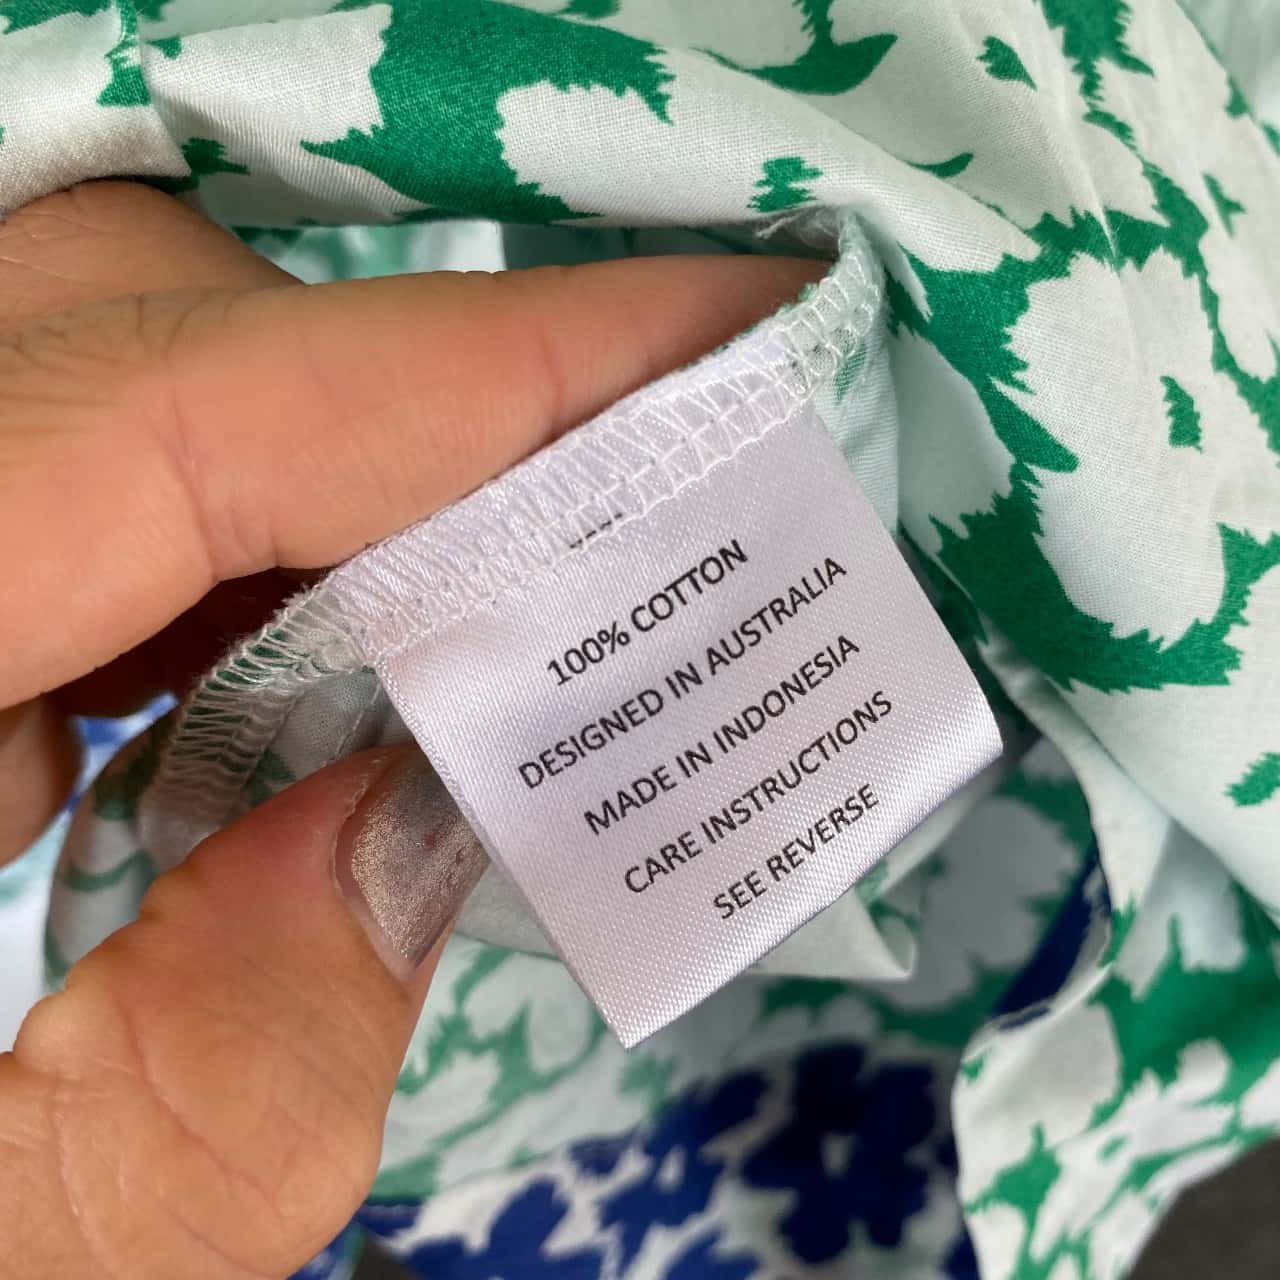 100% COTTON
DESIGNED IN AUSTRALIA
MADE IN INDONESIA
CARE INSTRUCTIONS
SEE REVERSE